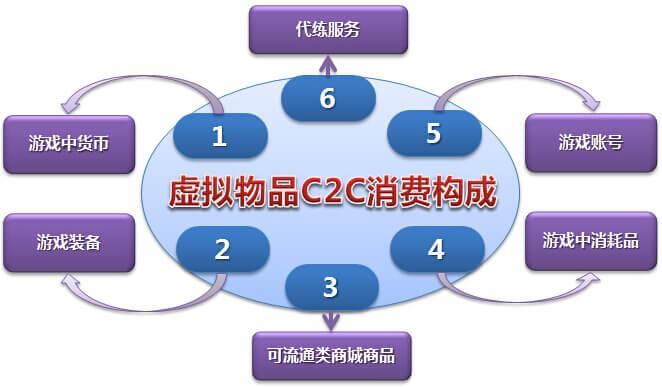 代练服务
6
1
5
游戏中货币
游戏账号
虚拟物品C2C消费构成
游戏装备
2
4
游戏中消耗品
3
可流通类商城商品